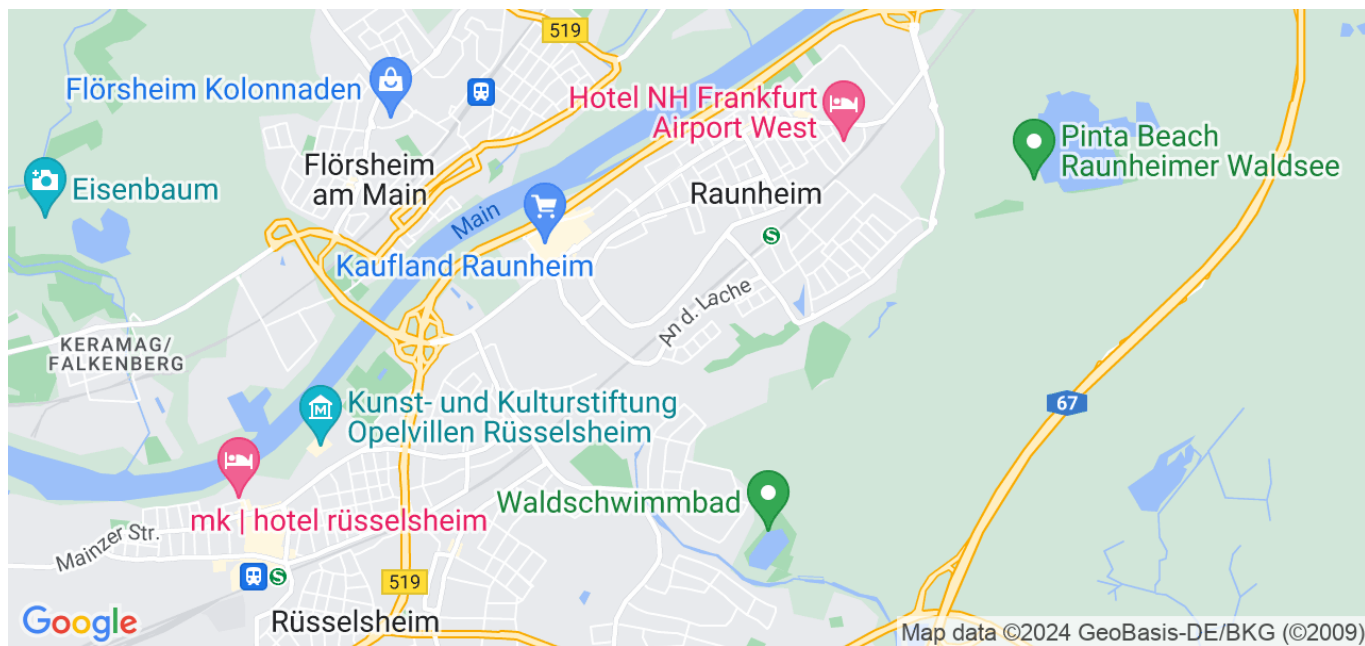 519
Flörsheim Kolonnaden
Hotel NH Frankfurt
Airport West
Pinta Beach
Raunheimer Waldsee
Flörsheim
am Main
Eisenbaum
Raunheim
Main
S
Kaufland Raunheim
An d. Lache
KERAMAG/
FALKENBERG
67
M
Kunst- und Kulturstiftung
Opelvillen Rüsselsheim
Waldschwimmbad
mk | hotel rüsselsheim
Mainzer Str.
S
519
Google
Rüsselsheim
Map data ©2024 GeoBasis-DE/BKG (©2009)